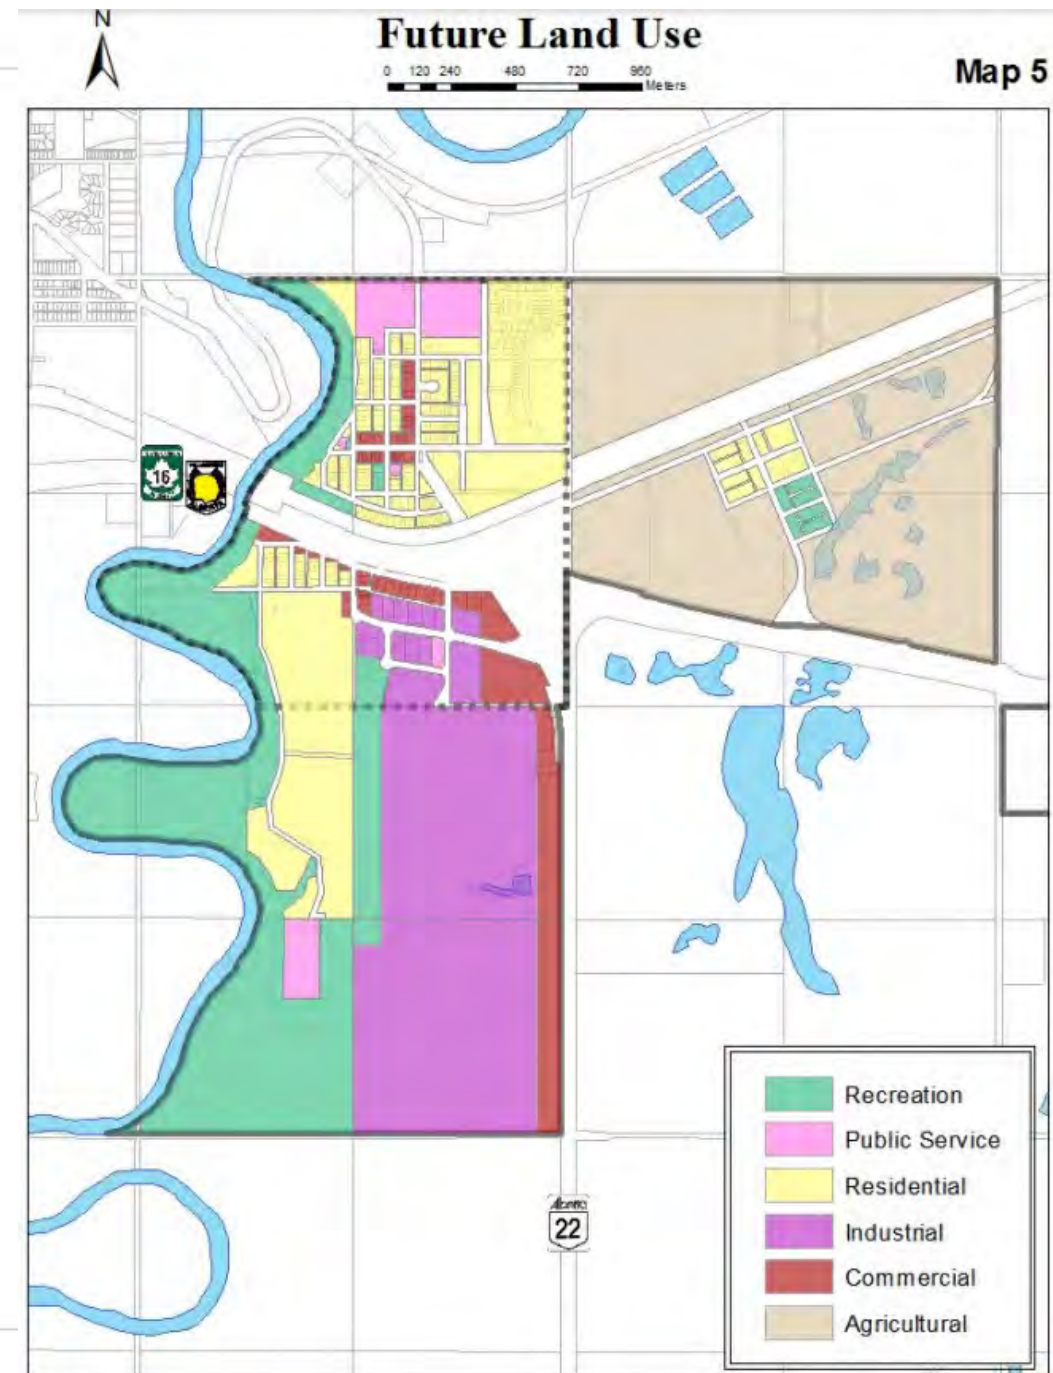 N
Future Land Use
Map 5
0 120 240 480 720 960
Meters
16
Alberta
22
Recreation
Public Service
Residential
Industrial
Commercial
Agricultural